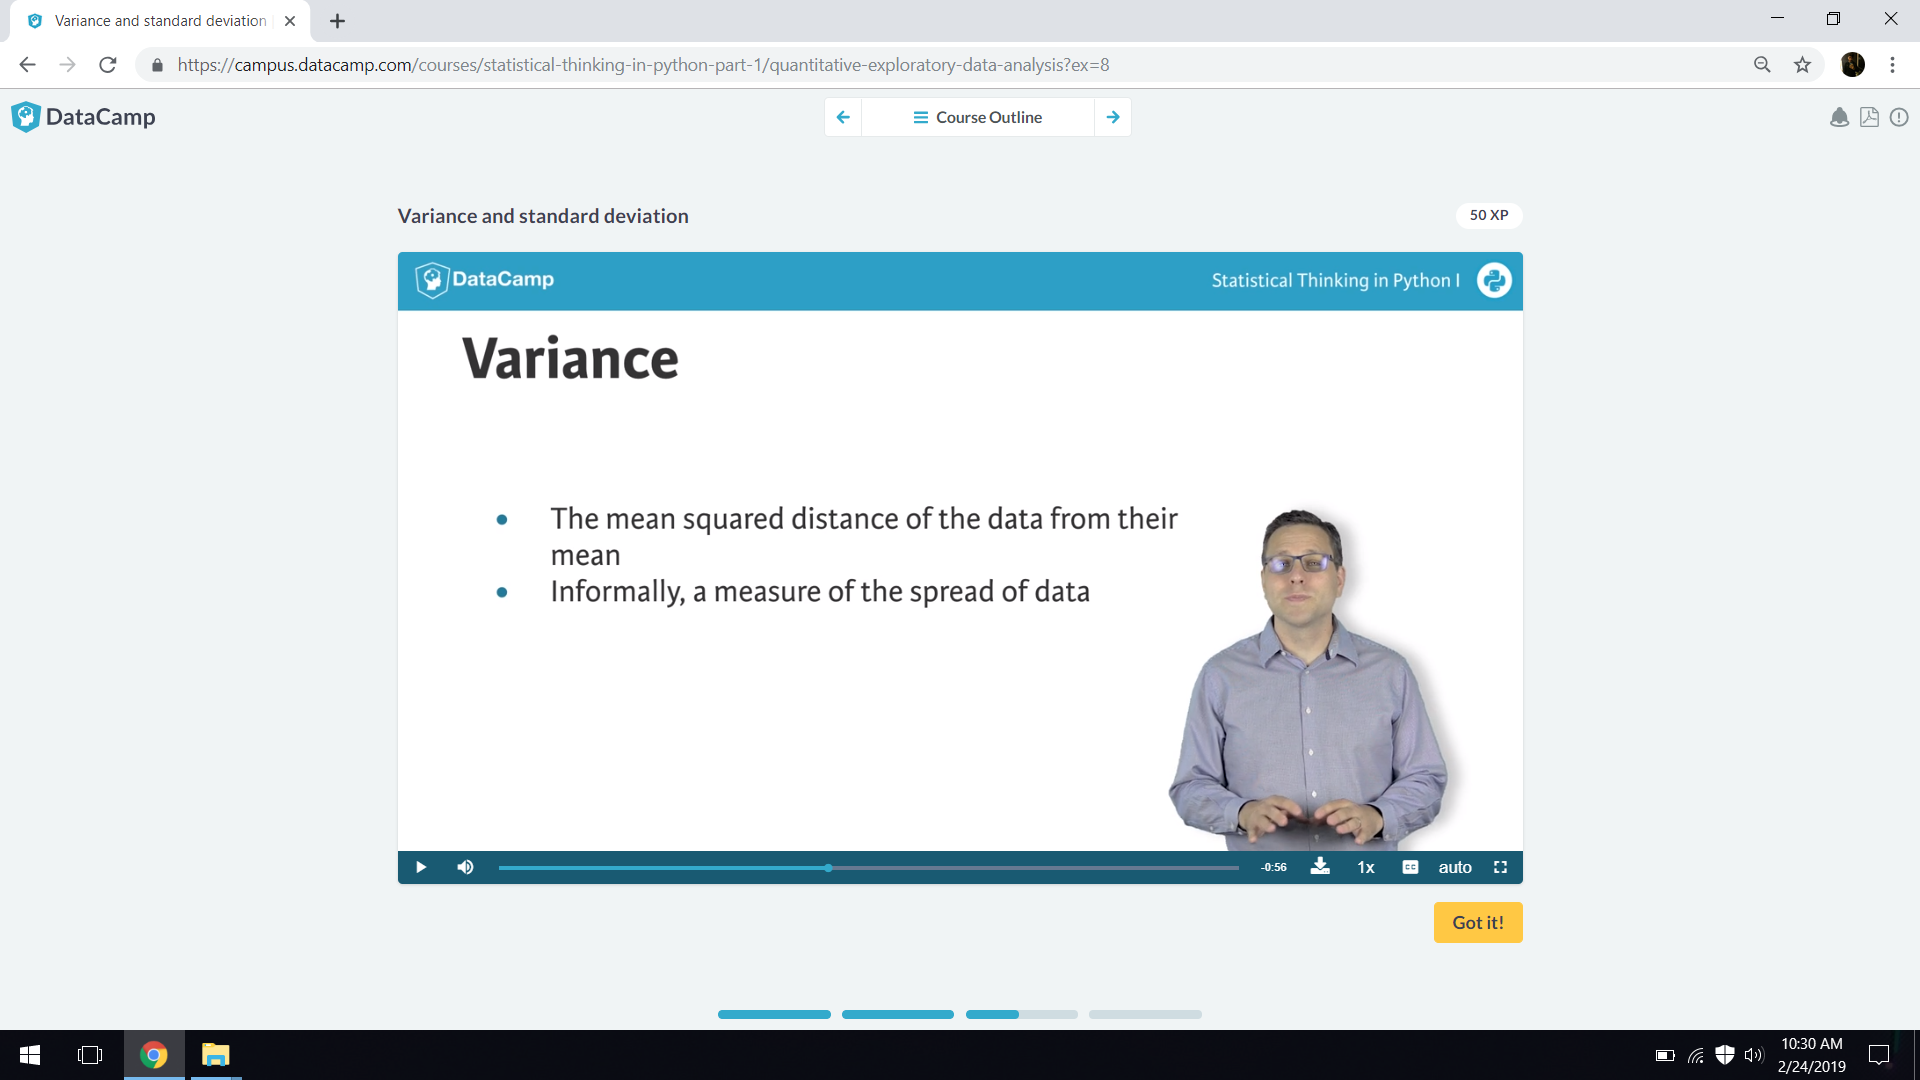 Variance and standard deviation
https://campus.datacamp.com/courses/statistical-thinking-in-python-part-1/quantitative-exploratory-data-analysis?ex=8
DataCamp
Course Outline
Variance and standard deviation
50 XP
DataCamp
Statistical Thinking in Python I
Variance
• The mean squared distance of the data from their
mean
• Informally, a measure of the spread of data
-0:56
1x
CC
auto
Got it!
10:30 AM
2/24/2019